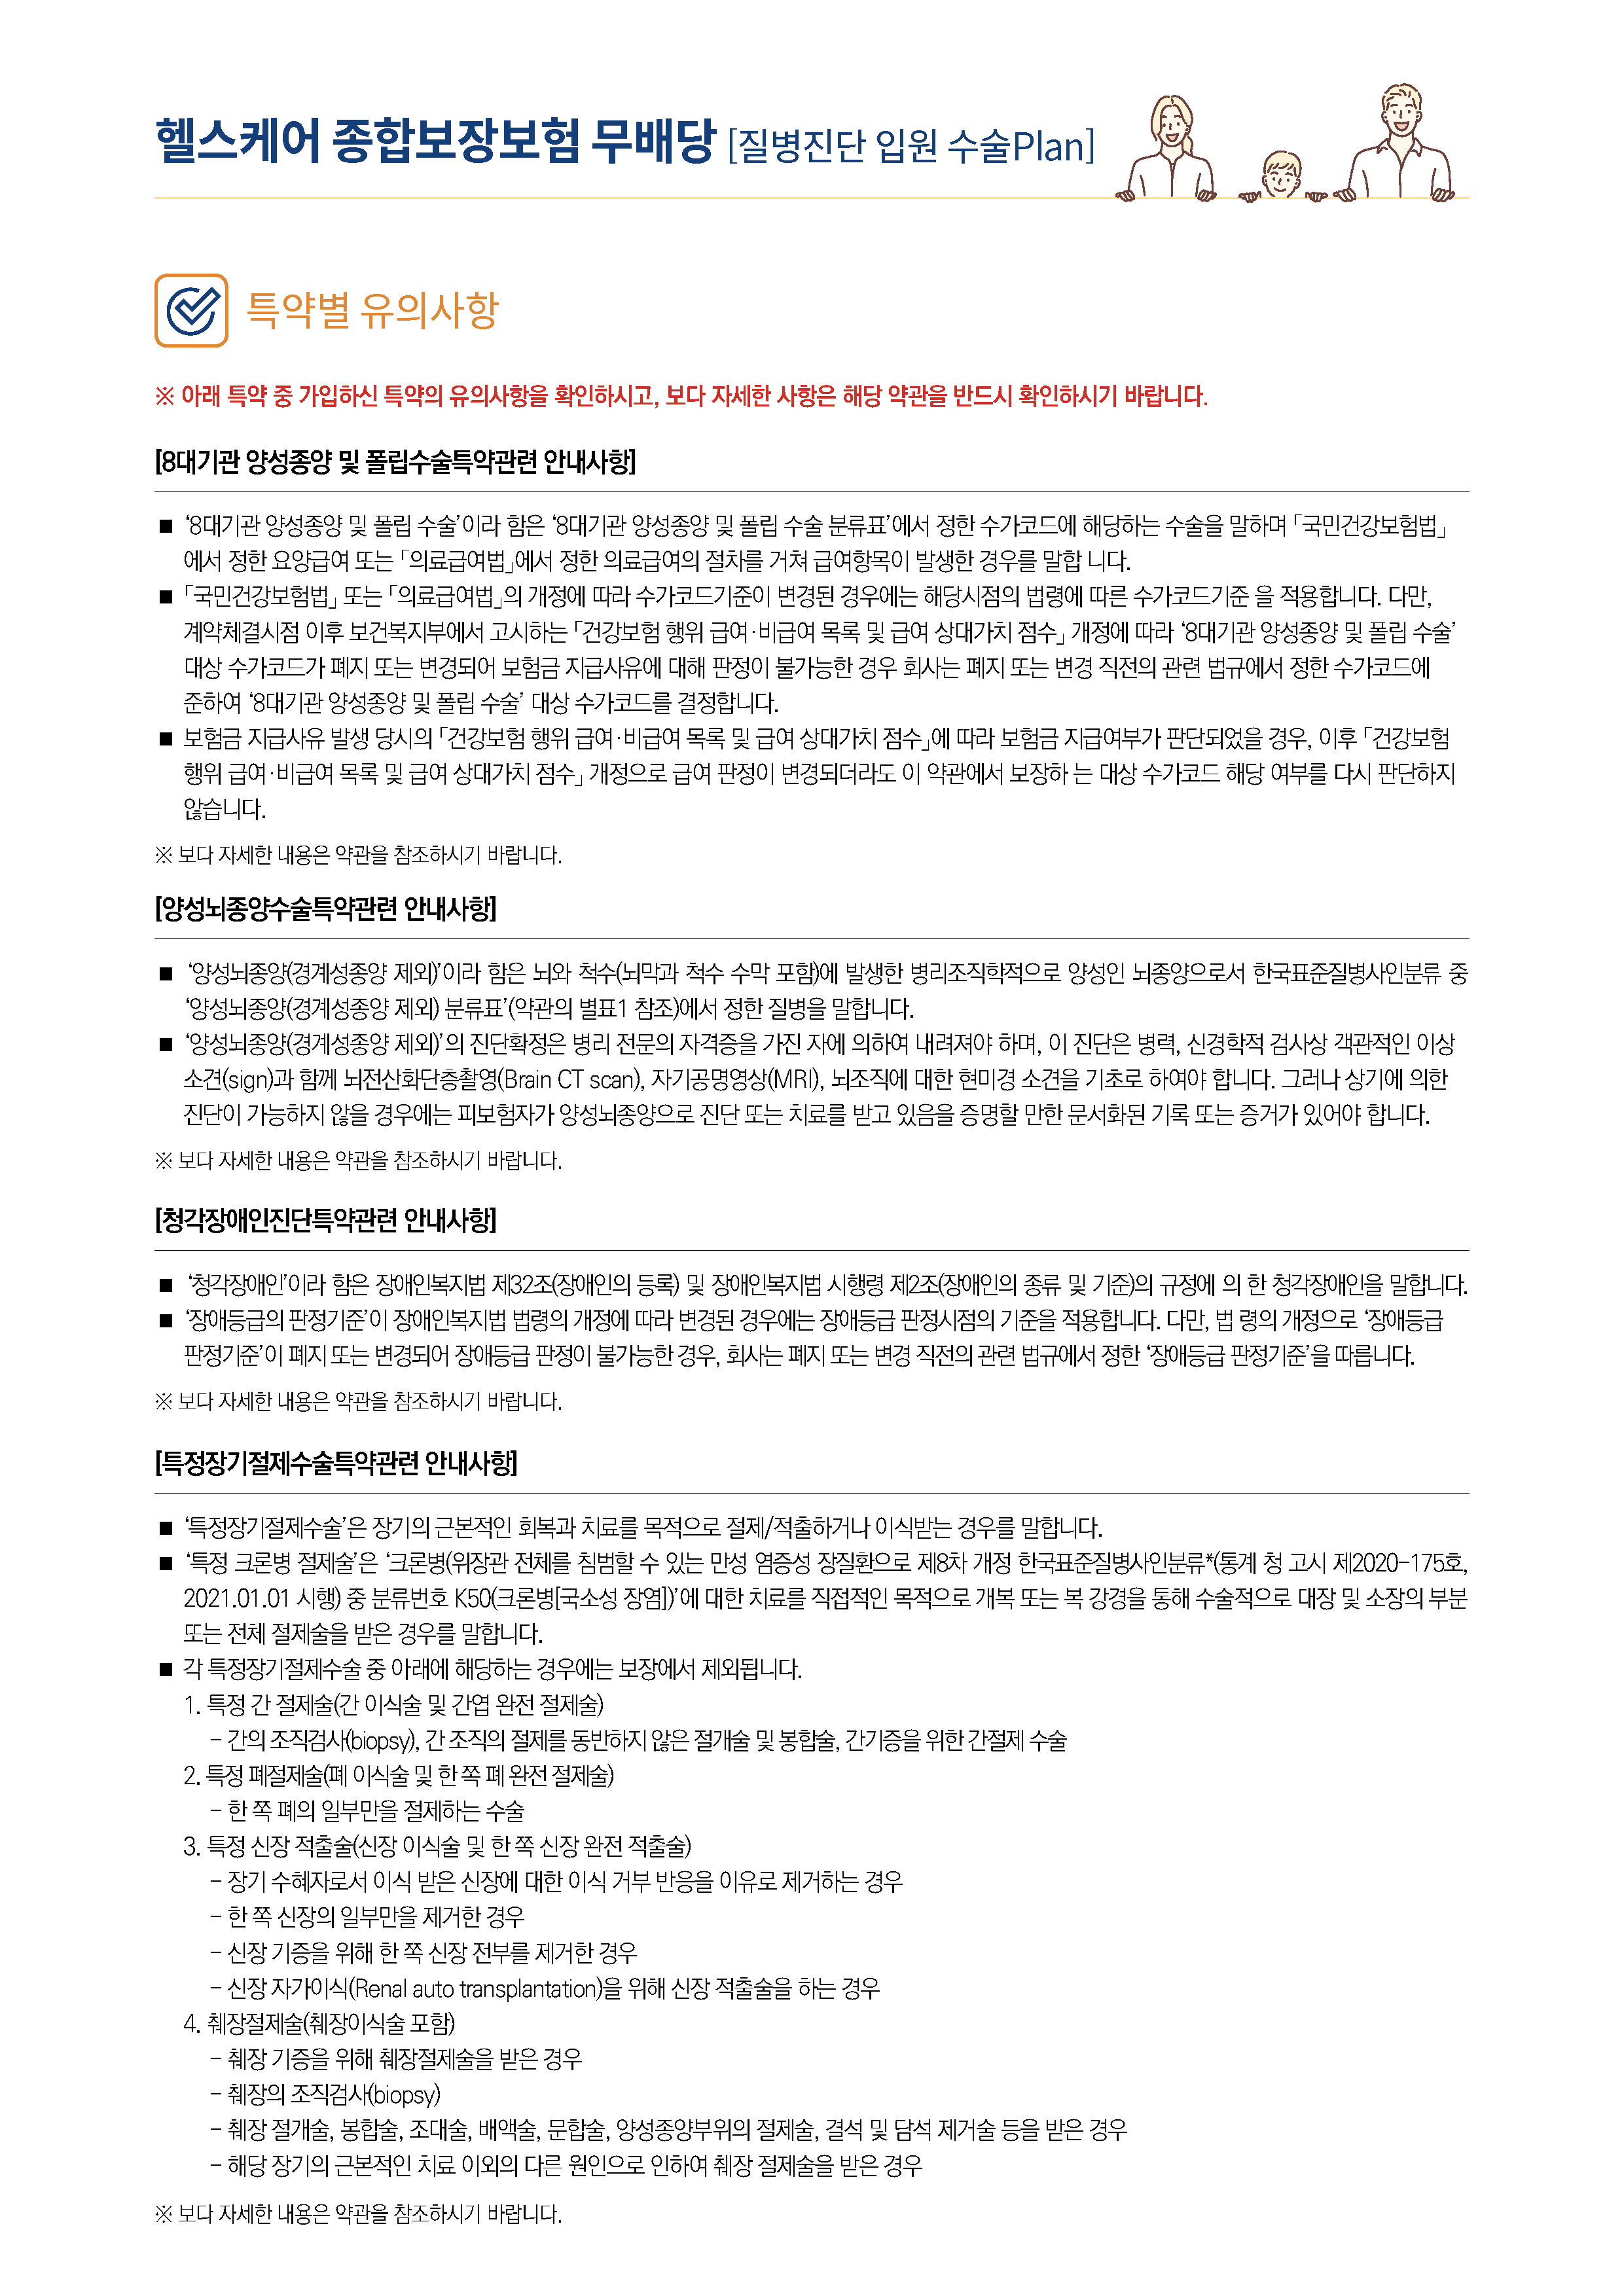 헬스케어 종합보장보험 무배당 [질병진단 입원 수술Plan]
특약별 유의사항
※ 아래 특약 중 가입하신 특약의 유의사항을 확인하시고, 보다 자세한 사항은 해당 약관을 반드시 확인하시기 바랍니다.
[8대기관 양성종양 및 폴립수술특약관련 안내사항]
■ ‘8대기관 양성종양 및 폴립 수술’이라 함은 ‘8대기관 양성종양 및 폴립 수술 분류표’에서 정한 수가코드에 해당하는 수술을 말하며 「국민건강보험법」
에서 정한 요양급여 또는 「의료급여법」에서 정한 의료급여의 절차를 거쳐 급여항목이 발생한 경우를 말합 니다.
■ 「국민건강보험법」 또는 「의료급여법」의 개정에 따라 수가코드기준이 변경된 경우에는 해당시점의 법령에 따른 수가코드기준 을 적용합니다. 다만,
계약체결시점 이후 보건복지부에서 고시하는 「건강보험 행위 급여·비급여 목록 및 급여 상대가치 점수」 개정에 따라 ‘8대기관 양성종양 및 폴립 수술’
대상 수가코드가 폐지 또는 변경되어 보험금 지급사유에 대해 판정이 불가능한 경우 회사는 폐지 또는 변경 직전의 관련 법규에서 정한 수가코드에
준하여 ‘8대기관 양성종양 및 폴립 수술’ 대상 수가코드를 결정합니다.
■ 보험금 지급사유 발생 당시의 「건강보험 행위 급여·비급여 목록 및 급여 상대가치 점수」에 따라 보험금 지급여부가 판단되었을 경우, 이후 「건강보험
행위 급여·비급여 목록 및 급여 상대가치 점수」 개정으로 급여 판정이 변경되더라도 이 약관에서 보장하 는 대상 수가코드 해당 여부를 다시 판단하지
않습니다.
※ 보다 자세한 내용은 약관을 참조하시기 바랍니다.
[양성뇌종양수술특약관련 안내사항]
■ ‘양성뇌종양(경계성종양 제외)’이라 함은 뇌와 척수(뇌막과 척수 수막 포함)에 발생한 병리조직학적으로 양성인 뇌종양으로서 한국표준질병사인분류 중
‘양성뇌종양(경계성종양 제외) 분류표’(약관의 별표1 참조)에서 정한 질병을 말합니다.
■ ‘양성뇌종양(경계성종양 제외)’의 진단확정은 병리 전문의 자격증을 가진 자에 의하여 내려져야 하며, 이 진단은 병력, 신경학적 검사상 객관적인 이상
소견(sign)과 함께 뇌전산화단층촬영(Brain CT scan), 자기공명영상(MRI), 뇌조직에 대한 현미경 소견을 기초로 하여야 합니다. 그러나 상기에 의한
진단이 가능하지 않을 경우에는 피보험자가 양성뇌종양으로 진단 또는 치료를 받고 있음을 증명할 만한 문서화된 기록 또는 증거가 있어야 합니다.
※ 보다 자세한 내용은 약관을 참조하시기 바랍니다.
[청각장애인진단특약관련 안내사항]
■ ‘청각장애인’이라 함은 장애인복지법 제32조(장애인의 등록) 및 장애인복지법 시행령 제2조(장애인의 종류 및 기준)의 규정에 의 한 청각장애인을 말합니다.
■ ‘장애등급의 판정기준’이 장애인복지법 법령의 개정에 따라 변경된 경우에는 장애등급 판정시점의 기준을 적용합니다. 다만, 법 령의 개정으로 ‘장애등급
판정기준’이 폐지 또는 변경되어 장애등급 판정이 불가능한 경우, 회사는 폐지 또는 변경 직전의 관련 법규에서 정한 ‘장애등급 판정기준’을 따릅니다.
※ 보다 자세한 내용은 약관을 참조하시기 바랍니다.
[특정장기절제수술특약관련 안내사항]
■ ‘특정장기절제수술’은 장기의 근본적인 회복과 치료를 목적으로 절제/적출하거나 이식받는 경우를 말합니다.
■ ‘특정 크론병 절제술’은 ‘크론병(위장관 전체를 침범할 수 있는 만성 염증성 장질환으로 제8차 개정 한국표준질병사인분류*(통계 청 고시 제2020-175호,
2021.01.01 시행) 중 분류번호 K50(크론병[국소성 장염])’에 대한 치료를 직접적인 목적으로 개복 또는 복 강경을 통해 수술적으로 대장 및 소장의 부분
또는 전체 절제술을 받은 경우를 말합니다.
■ 각 특정장기절제수술 중 아래에 해당하는 경우에는 보장에서 제외됩니다.
1. 특정 간 절제술(간 이식술 및 간엽 완전 절제술)
- 간의 조직검사(biopsy), 간 조직의 절제를 동반하지 않은 절개술 및 봉합술, 간기증을 위한 간절제 수술
2. 특정 폐절제술(폐 이식술 및 한 쪽 폐 완전 절제술)
- 한 쪽 폐의 일부만을 절제하는 수술
3. 특정 신장 적출술(신장 이식술 및 한 쪽 신장 완전 적출술)
- 장기 수혜자로서 이식 받은 신장에 대한 이식 거부 반응을 이유로 제거하는 경우
- 한 쪽 신장의 일부만을 제거한 경우
- 신장 기증을 위해 한 쪽 신장 전부를 제거한 경우
- 신장 자가이식(Renal auto transplantation)을 위해 신장 적출술을 하는 경우
4. 췌장절제술(췌장이식술 포함)
- 췌장 기증을 위해 췌장절제술을 받은 경우
- 췌장의 조직검사(biopsy)
- 췌장 절개술, 봉합술, 조대술, 배액술, 문합술, 양성종양부위의 절제술, 결석 및 담석 제거술 등을 받은 경우
- 해당 장기의 근본적인 치료 이외의 다른 원인으로 인하여 췌장 절제술을 받은 경우
※ 보다 자세한 내용은 약관을 참조하시기 바랍니다.